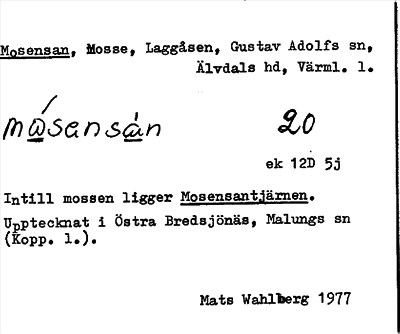 Mosensan, Mosse, Laggåsen, Gustav Adolfs sn,
Älvdals hd, Värml. l.
måsensàn 20
ek 12D 5j
Intill mossen ligger Mosensantjärnen.
Upptecknat i Östra Bredsjönäs, Malungs sn
(Kopp. l.).
Mats Wahlberg 1977